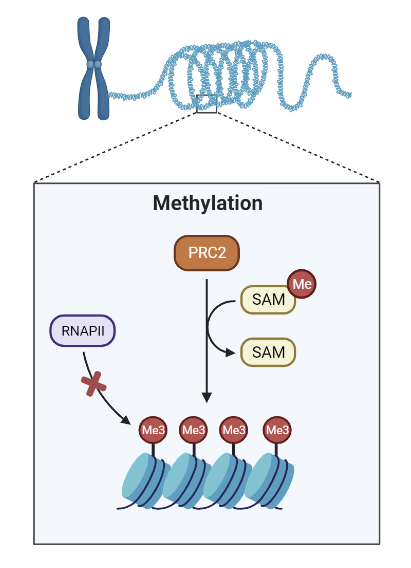 Methylation
PRC2
SAM
Me
RNAPII
SAM
Me3
Me3
Me3
Me3